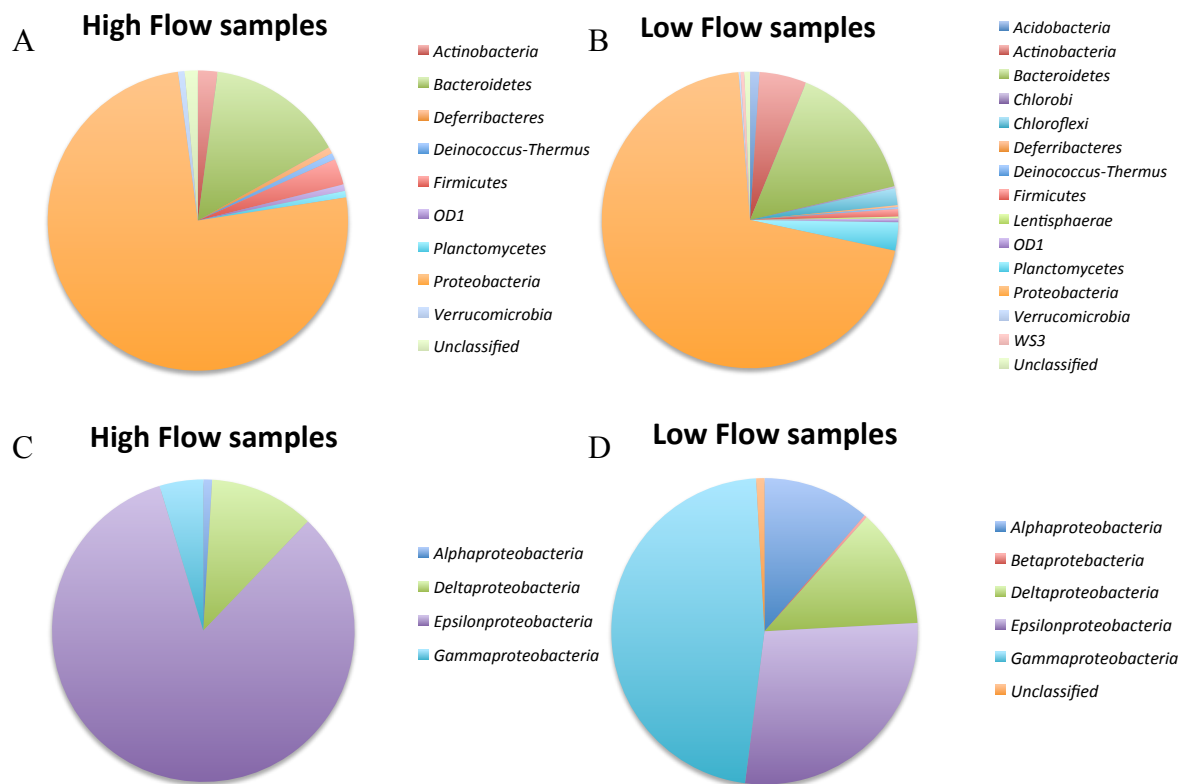 A
High Flow samples
Actinobacteria
Bacteroidetes
Deferribacteres
Deinococcus-Thermus
Firmicutes
OD1
Planctomycetes
Proteobacteria
Verrucomicrobia
Unclassified
B
Low Flow samples
Acidobacteria
Actinobacteria
Bacteroidetes
Chlorobi
Chloroflexi
Deferribacteres
Deinococcus-Thermus
Firmicutes
Lentisphaerae
OD1
Planctomycetes
Proteobacteria
Verrucomicrobia
WS3
Unclassified
C
High Flow samples
Alphaproteobacteria
Deltaproteobacteria
Epsilonproteobacteria
Gammaproteobacteria
D
Low Flow samples
Alphaproteobacteria
Betaprotebacteria
Deltaproteobacteria
Epsilonproteobacteria
Gammaproteobacteria
Unclassified